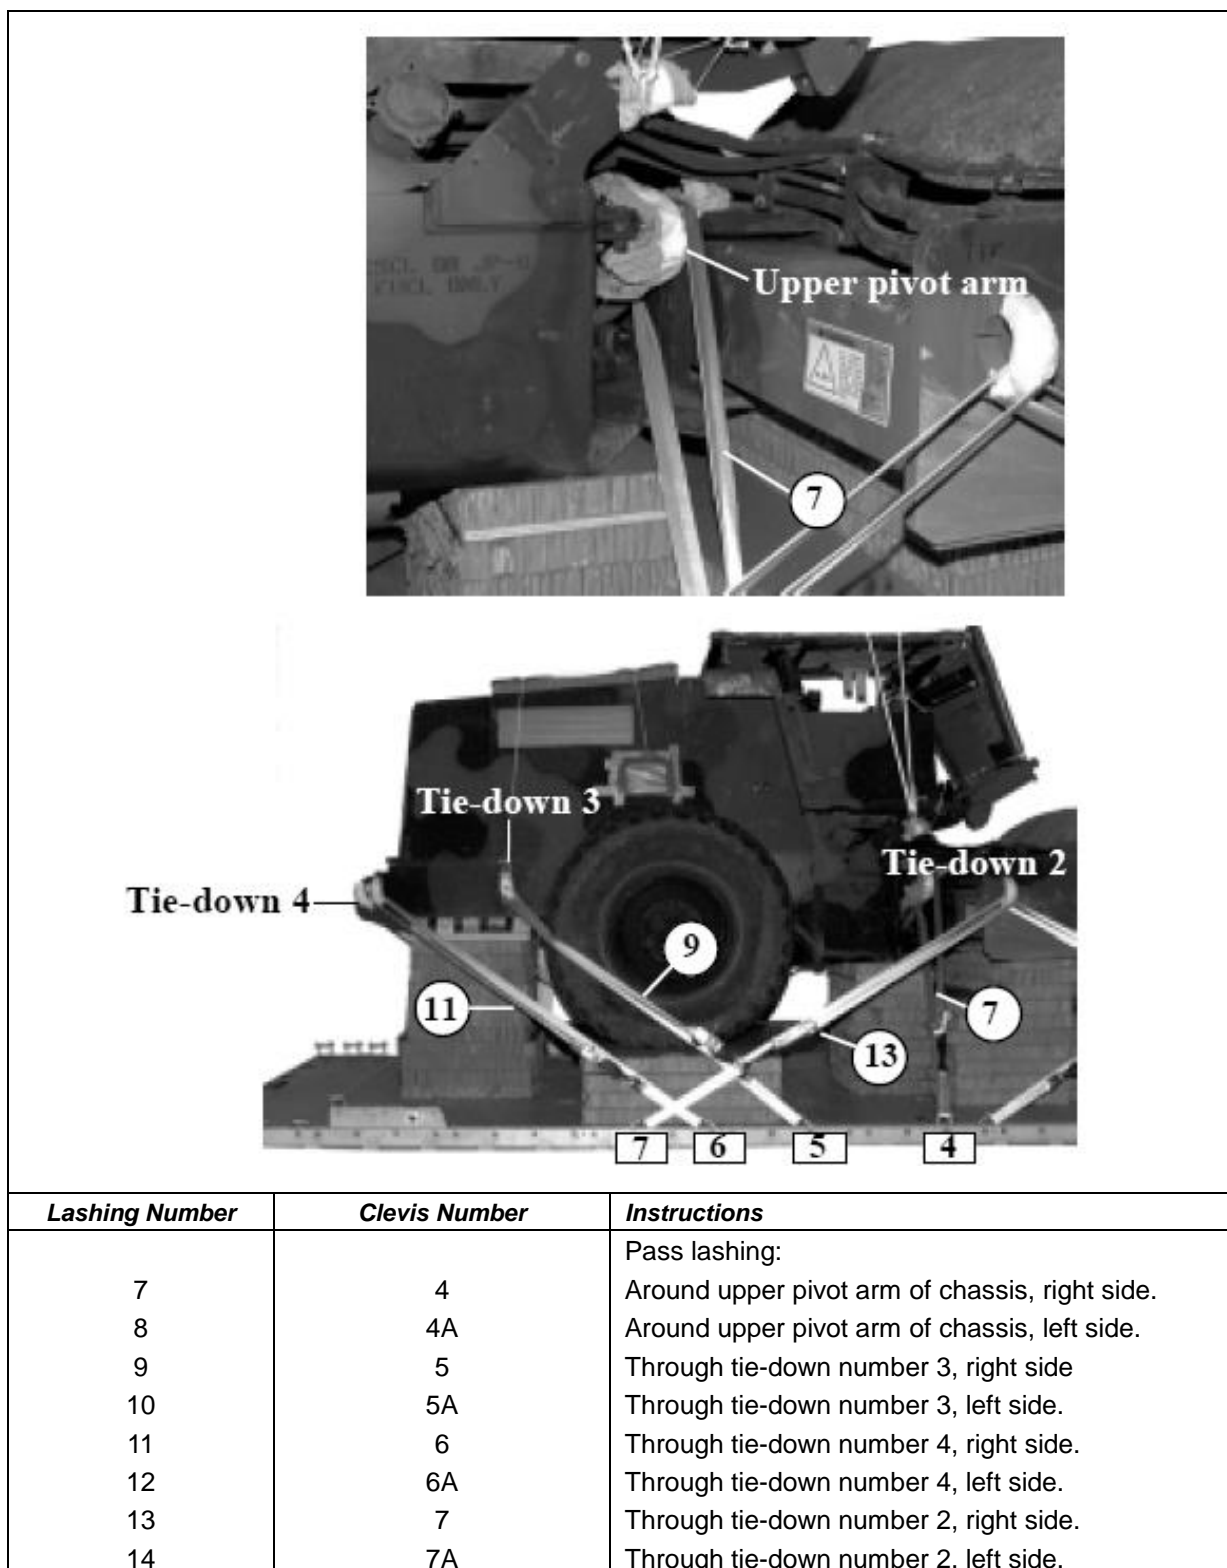 Upper pivot arm
7
Tie-down 3
Tie-down 2
Tie-down 4
9
11
7
13
7 6 5 4
Lashing Number Clevis Number Instructions
Pass lashing:
7 4 Around upper pivot arm of chassis, right side.
8 4A Around upper pivot arm of chassis, left side.
9 5 Through tie-down number 3, right side
10 5A Through tie-down number 3, left side.
11 6 Through tie-down number 4, right side.
12 6A Through tie-down number 4, left side.
13 7 Through tie-down number 2, right side.
14 7A Through tie-down number 2, left side.